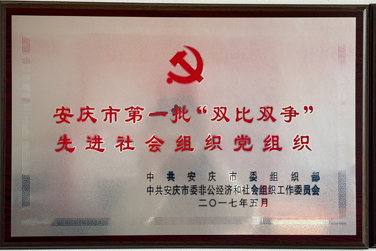 安庆市第一批“双比双争”
先进社会组织党组织
中共安庆市委组织部
中共安庆市委非公经济和社会组织工作委员会
二〇一七年五月